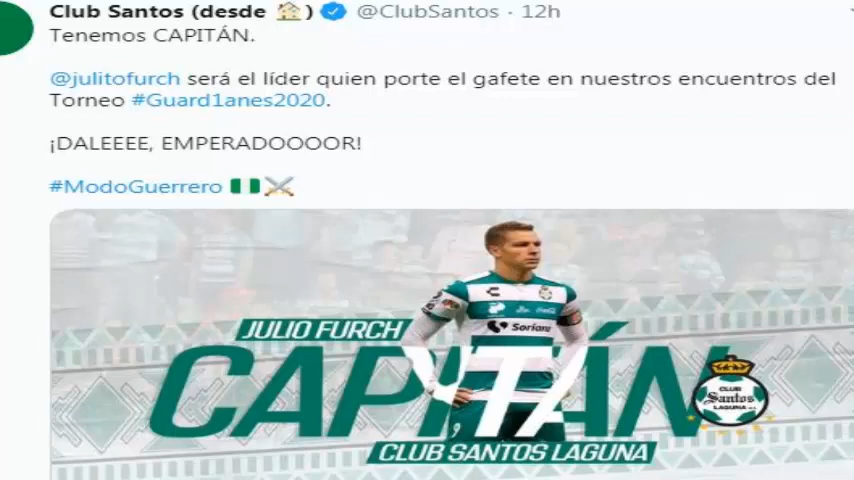 Club Santos (desde 🏠) @ClubSantos · 12h
Tenemos CAPITÁN.
@julitofurch será el líder quien porte el gafete en nuestros encuentros del
Torneo #Guard1anes2020.
¡DALEEEE, EMPERADOOOOR!
#ModoGuerrero 🇳🇬⚔️
Soriana
JULIO FURCH
CAPITÁN
CLUB
Santos
LAGUNA
CLUB SANTOS LAGUNA